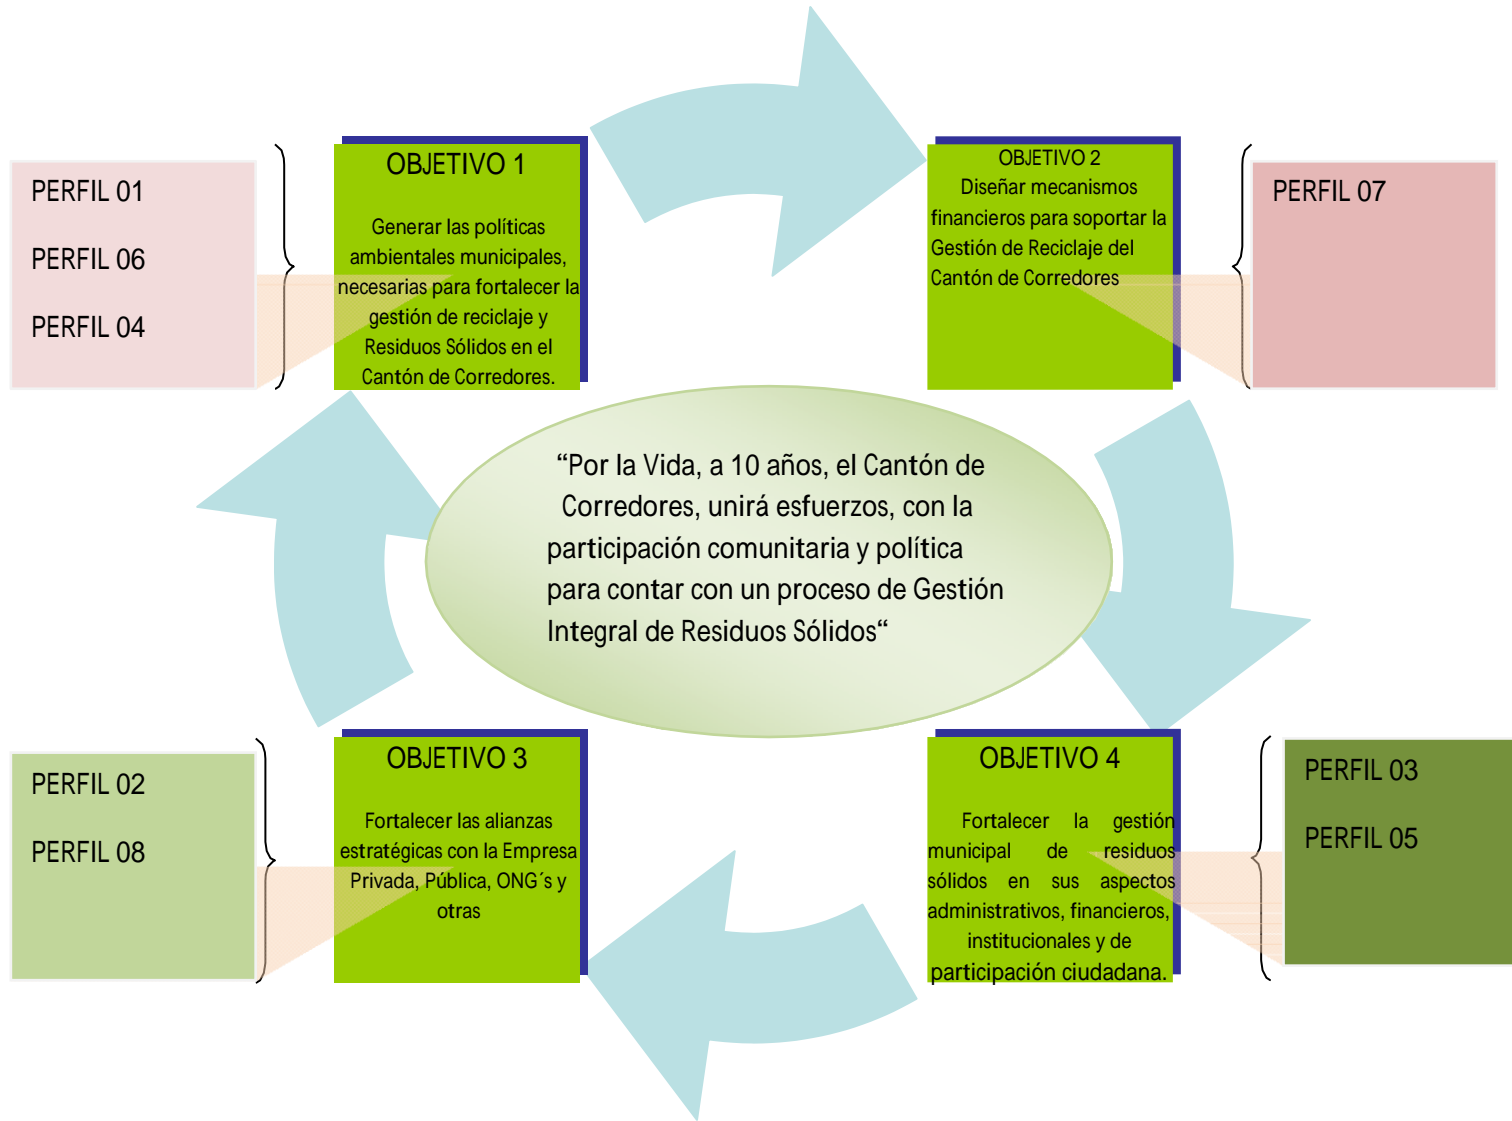 PERFIL 01
PERFIL 06
PERFIL 04
OBJETIVO 1
Generar las políticas
ambientales municipales,
necesarias para fortalecer la
gestión de reciclaje y
Residuos Sólidos en el
Cantón de Corredores.
OBJETIVO 2
Diseñar mecanismos
financieros para soportar la
Gestión de Reciclaje del
Cantón de Corredores
PERFIL 07
“Por la Vida, a 10 años, el Cantón de
Corredores, unirá esfuerzos, con la
participación comunitaria y política
para contar con un proceso de Gestión
Integral de Residuos Sólidos“
PERFIL 02
PERFIL 08
OBJETIVO 3
Fortalecer las alianzas
estratégicas con la Empresa
Privada, Pública, ONG´s y
otras
OBJETIVO 4
Fortalecer la gestión
municipal de residuos
sólidos en sus aspectos
administrativos, financieros,
institucionales y de
participación ciudadana.
PERFIL 03
PERFIL 05